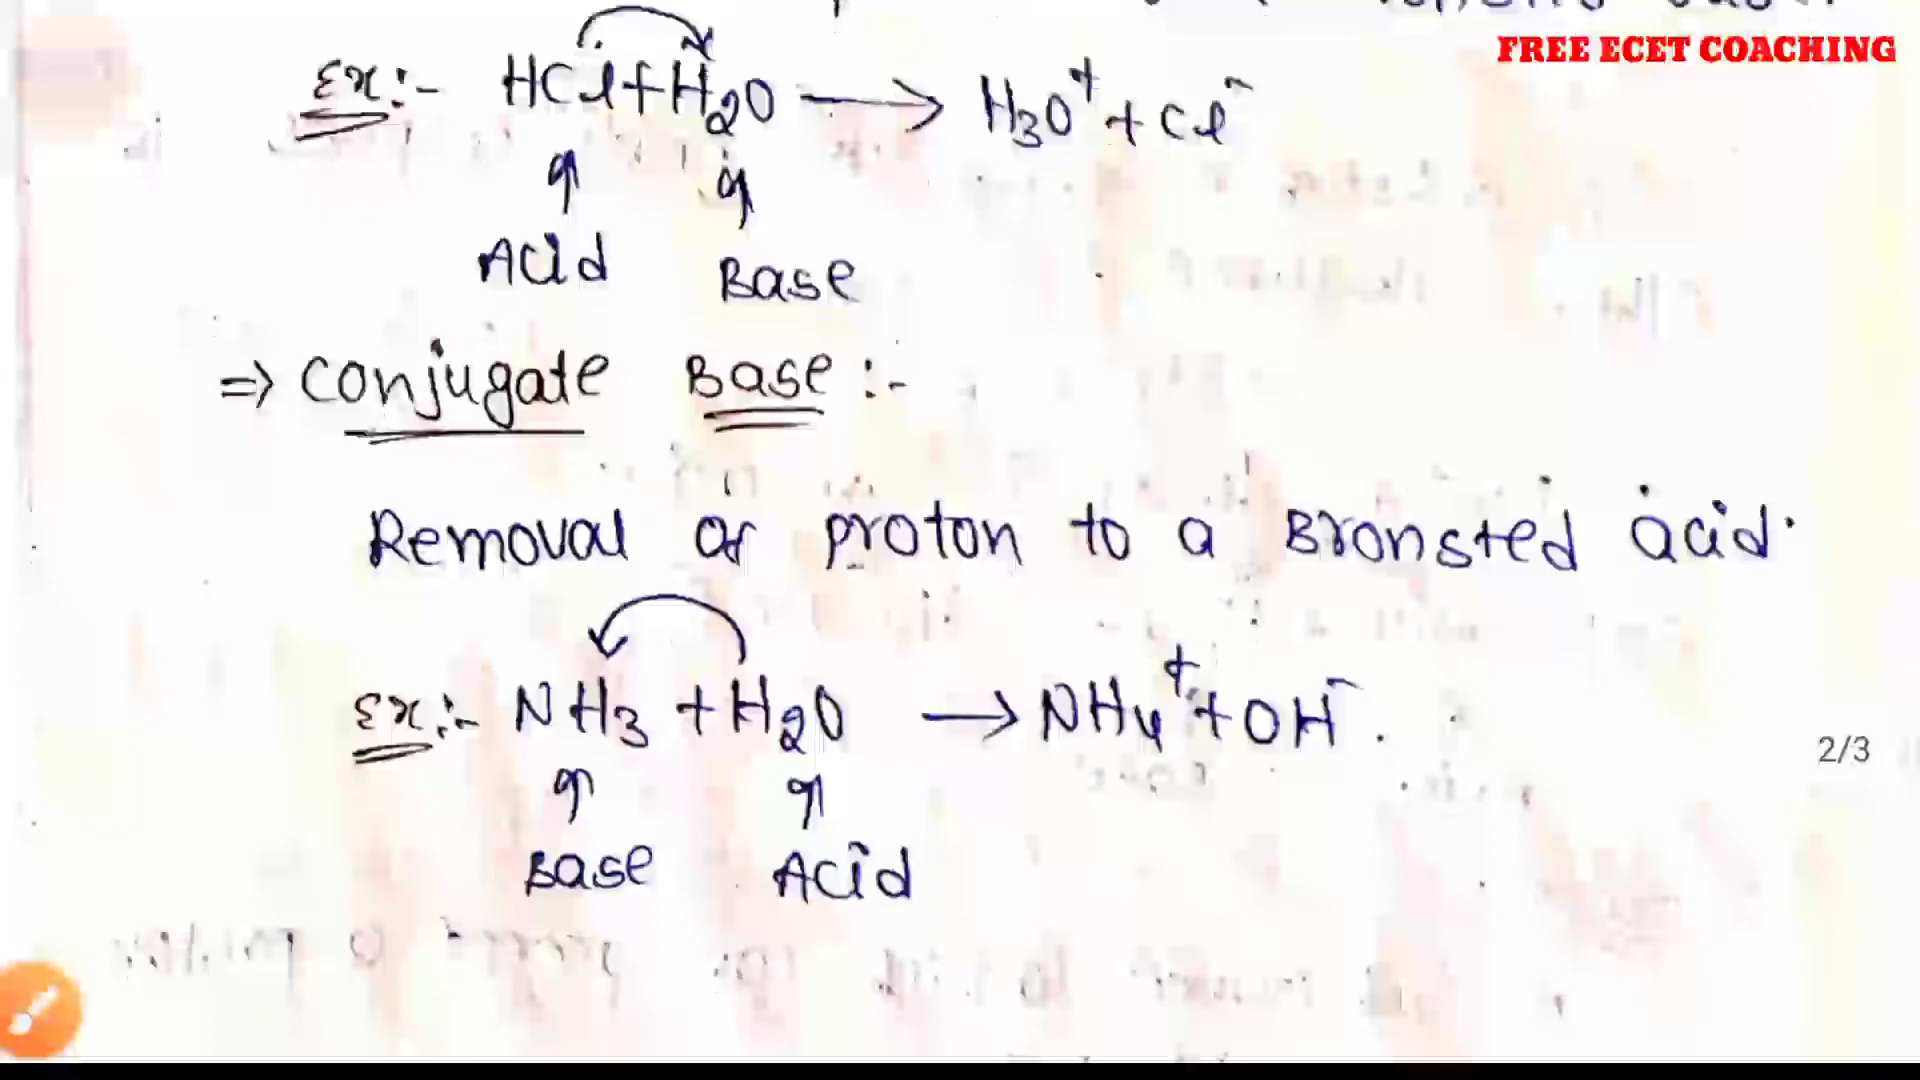 FREE ECET COACHING
Ex:- HCl + H2O → H3O+ + Cl-
Acid Base
⇒ Conjugate Base :-
Removal of proton to a Bronsted acid.
Ex:- NH3 + H2O → NH4+ + OH-.
2/3
Base Acid